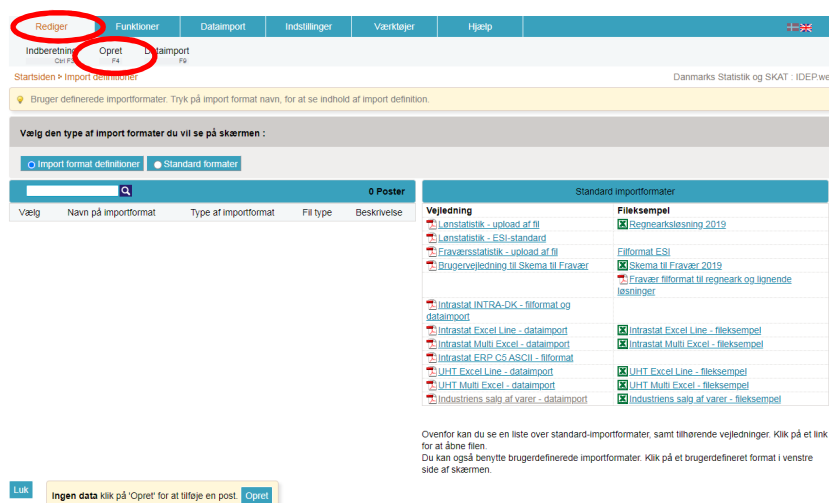 Rediger Funktioner Dataimport Indstillinger Værktøjer Hjælp
Indberetning Opret Dataimport
Ctrl F3 F4 F9
Startsiden Import definitioner Danmarks Statistik og SKAT : IDEP.we
Bruger definerede importformater. Tryk på import format navn, for at se indhold af import definition.
Vælg den type af import formater du vil se på skærmen :
Import format definitioner Standard formater
0 Poster
Vælg Navn på importformat Type af importformat Fil type Beskrivelse
Standard importformater
Vejledning Fileksempel
Lønstatistik - upload af fil Regnearksløsning 2019
Lønstatistik - ESI-standard
Fraværsstatistik - upload af fil Filformat ESI
Brugervejledning til Skema til Fravær Skema til Fravær 2019
Fravær filformat til regneark og lignende
løsninger
Intrastat INTRA-DK - filformat og
dataimport
Intrastat Excel Line - dataimport Intrastat Excel Line - fileksempel
Intrastat Multi Excel - dataimport Intrastat Multi Excel - fileksempel
Intrastat ERP C5 ASCII - filformat
UHT Excel Line - dataimport UHT Excel Line - fileksempel
UHT Multi Excel - dataimport UHT Multi Excel - fileksempel
Industriens salg af varer - dataimport Industriens salg af varer - fileksempel
Ovenfor kan du se en liste over standard-importformater, samt tilhørende vejledninger. Klik på et link
for at åbne filen.
Du kan også benytte brugerdefinerede importformater. Klik på et brugerdefineret format i venstre
side af skærmen.
Luk Ingen data klik på 'Opret' for at tilføje en post. Opret